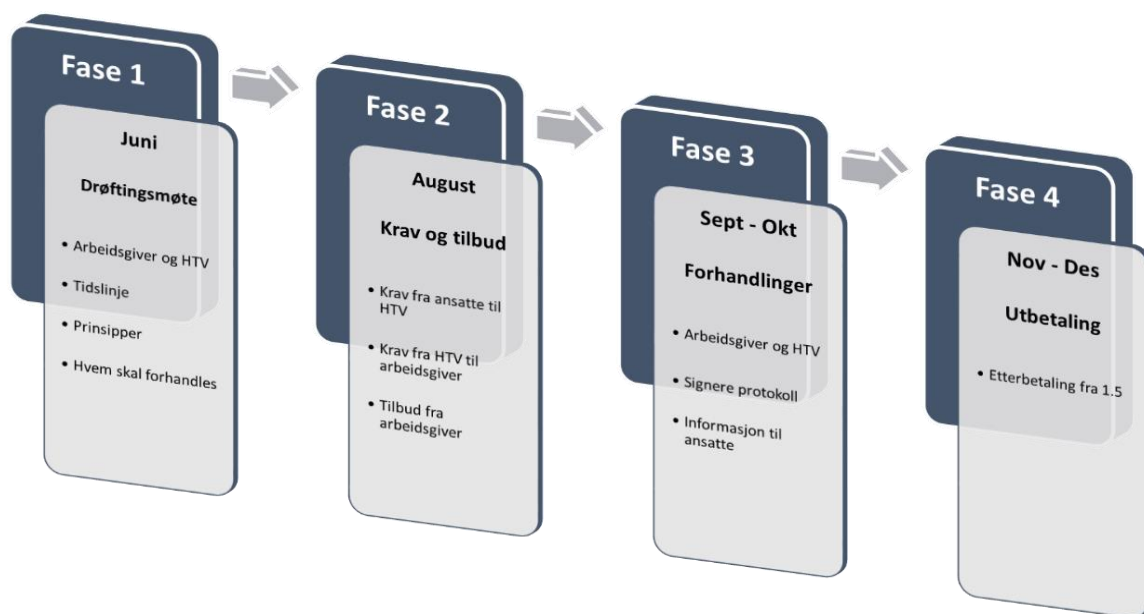 Fase 1
Juni
Drøftingsmøte
• Arbeidsgiver og HTV
• Tidslinje
• Prinsipper
• Hvem skal forhandles
Fase 2
August
Krav og tilbud
• Krav fra ansatte til
HTV
• Krav fra HTV til
arbeidsgiver
• Tilbud fra
arbeidsgiver
Fase 3
Sept - Okt
Forhandlinger
• Arbeidsgiver og HTV
• Signere protokoll
• Informasjon til
ansatte
Fase 4
Nov - Des
Utbetaling
• Etterbetaling fra 1.5